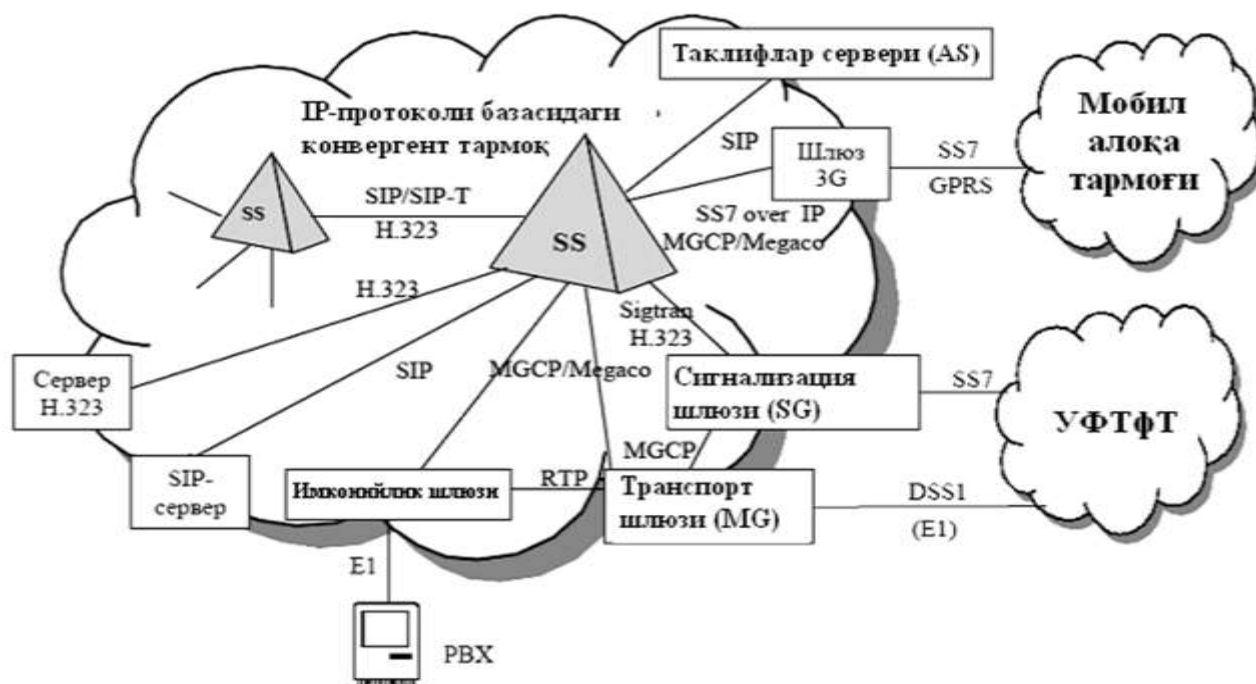 Таклифлар сервери (AS)
IP-протоколи базасидаги
конвергент тармоқ
Мобил
алоқа
тармоғи
SIP
Шлюз
3G
SS7
GPRS
SS
SIP/SIP-T
H.323
SS
SS7 over IP
MGCP/Megaco
H.323
Sigtran
H.323
Сервер
H.323
SIP
MGCP/Megaco
Сигнализация
шлюзи (SG)
SS7
УФТфТ
SIP-
сервер
Имконийлик шлюзи
RTP
MGCP
Транспорт
шлюзи (MG)
DSS1
(E1)
E1
PBX